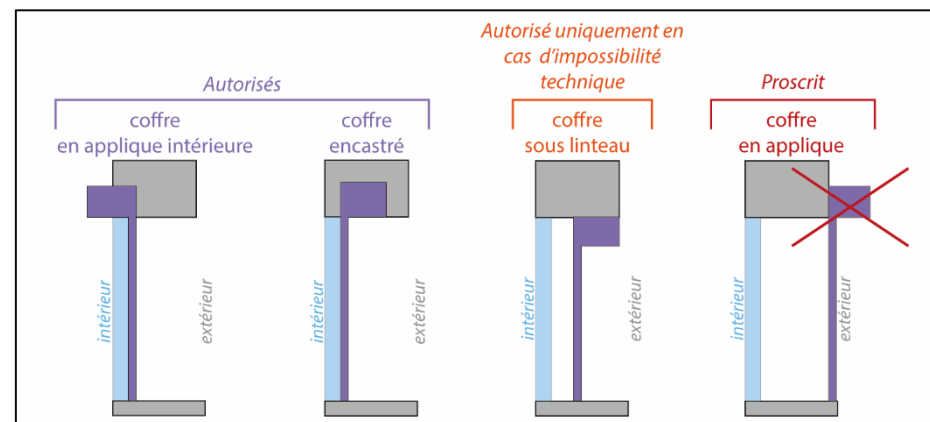 Autorisés
coffre
en applique intérieure
coffre
encastré
Autorisé uniquement en
cas d'impossibilité
technique
coffre
sous linteau
Proscrit
coffre
en applique
intérieur
extérieur
intérieur
extérieur
intérieur
extérieur
intérieur
extérieur